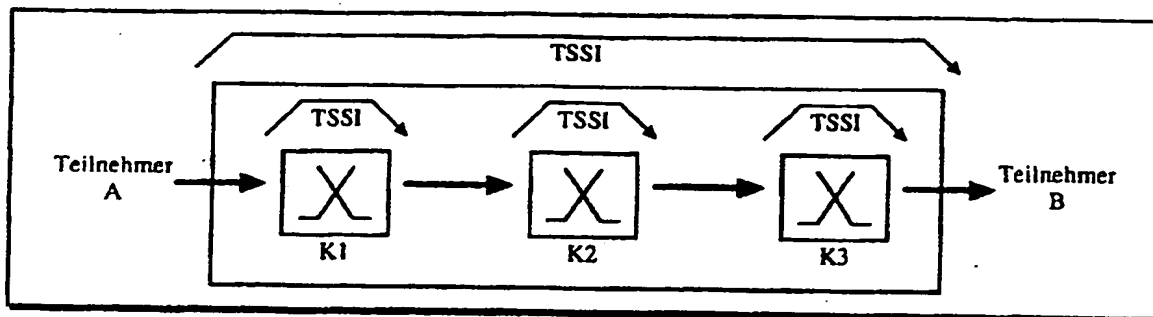 TSSI
TSSI
TSSI
TSSI
Teilnehmer
A
Teilnehmer
B
K1
K2
K3